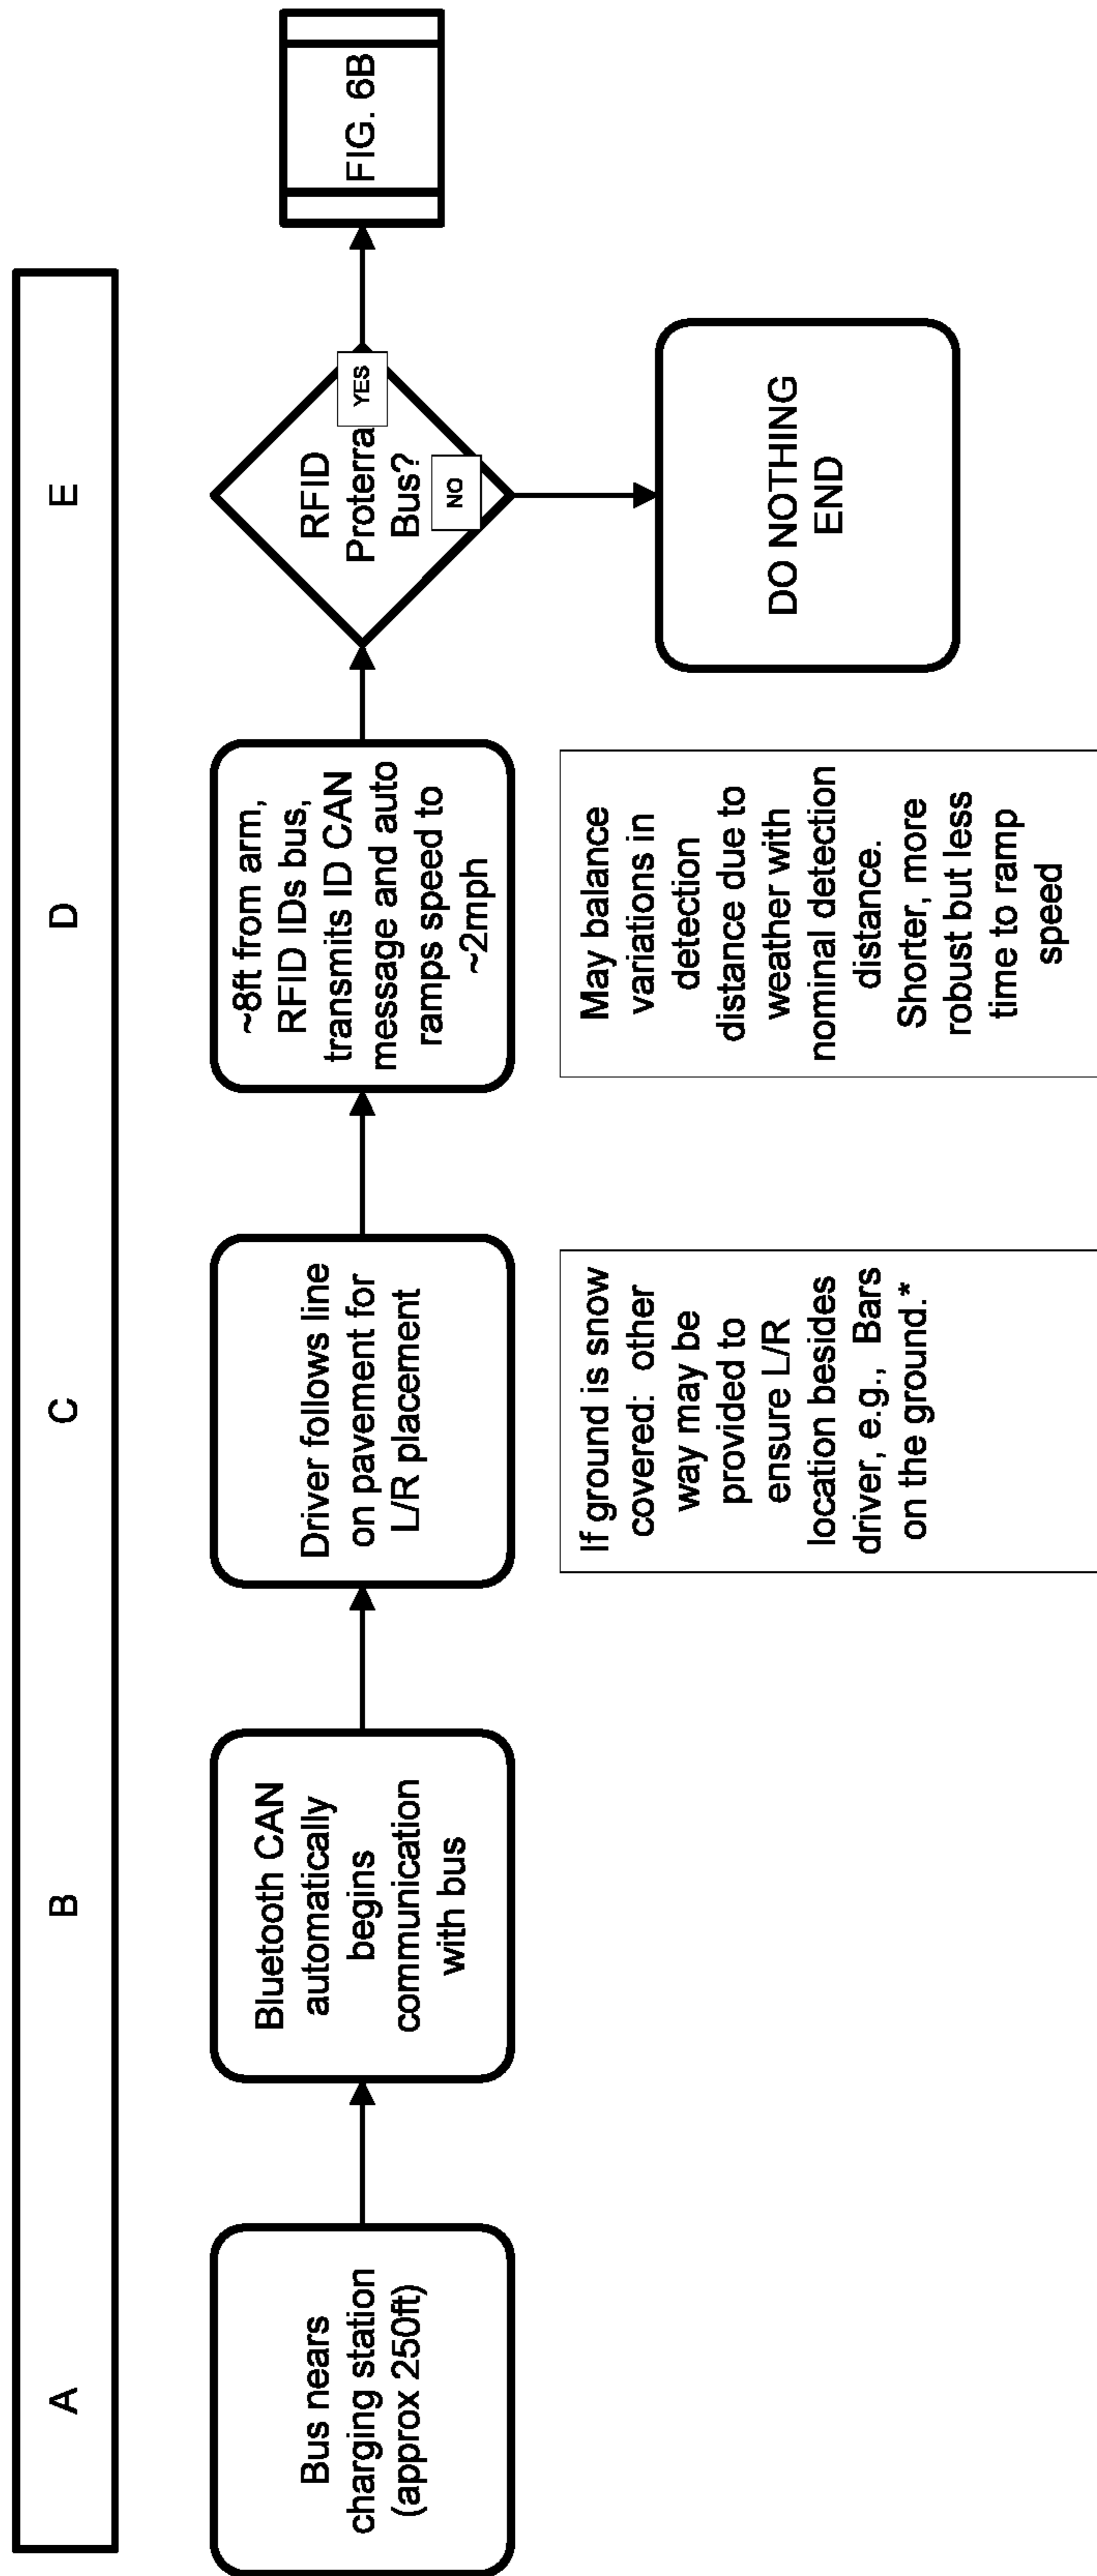 A
B
C
D
E
Bus nears
charging station
(approx 250ft)
Bluetooth CAN
automatically
begins
communication
with bus
Driver follows line
on pavement for
L/R placement
~8ft from arm,
RFID IDs bus,
transmits ID CAN
message and auto
ramps speed to
~2mph
RFID
Proterra
Bus?
YES
NO
FIG. 6B
If ground is snow
covered: other
way may be
provided to
ensure L/R
location besides
driver, e.g., Bars
on the ground.*
May balance
variations in
detection
distance due to
weather with
nominal detection
distance.
Shorter, more
robust but less
time to ramp
speed
DO NOTHING
END